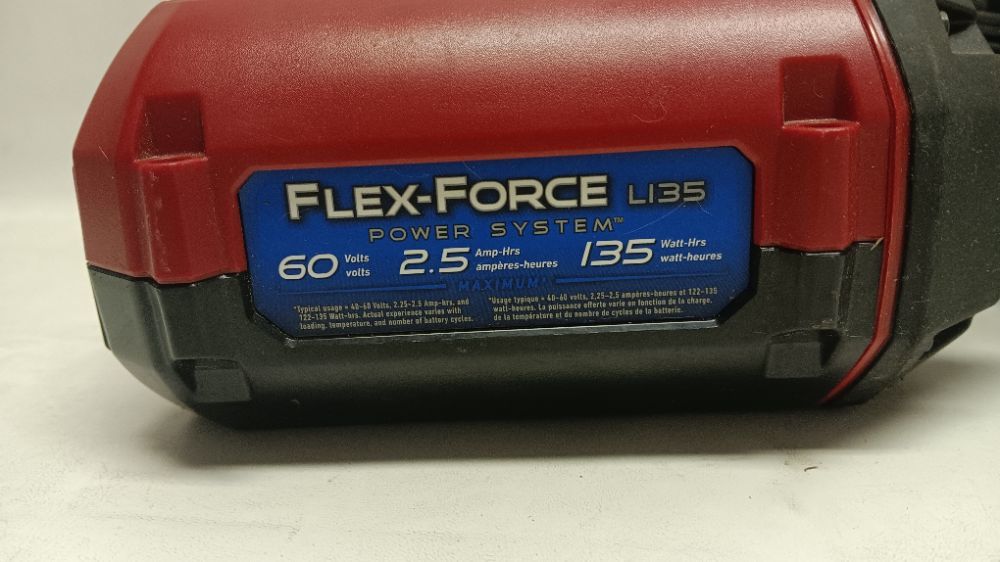 FLEX-FORCE L135
POWER SYSTEM™
60 Volts volts 2.5 Amp-Hrs ampères-heures 135 Watt-Hrs watt-heures
MAXIMUM*
*Typical usage = 40-60 Volts, 2.25-2.5 Amp-hrs, and
122-135 Watt-hrs. Actual experience varies with
loading, temperature, and number of battery cycles.
*Usage typique = 40-60 volts, 2,25-2,5 ampères-heures et 122-135
watt-heures. La puissance offerte varie en fonction de la charge,
de la température et du nombre de cycles de la batterie.